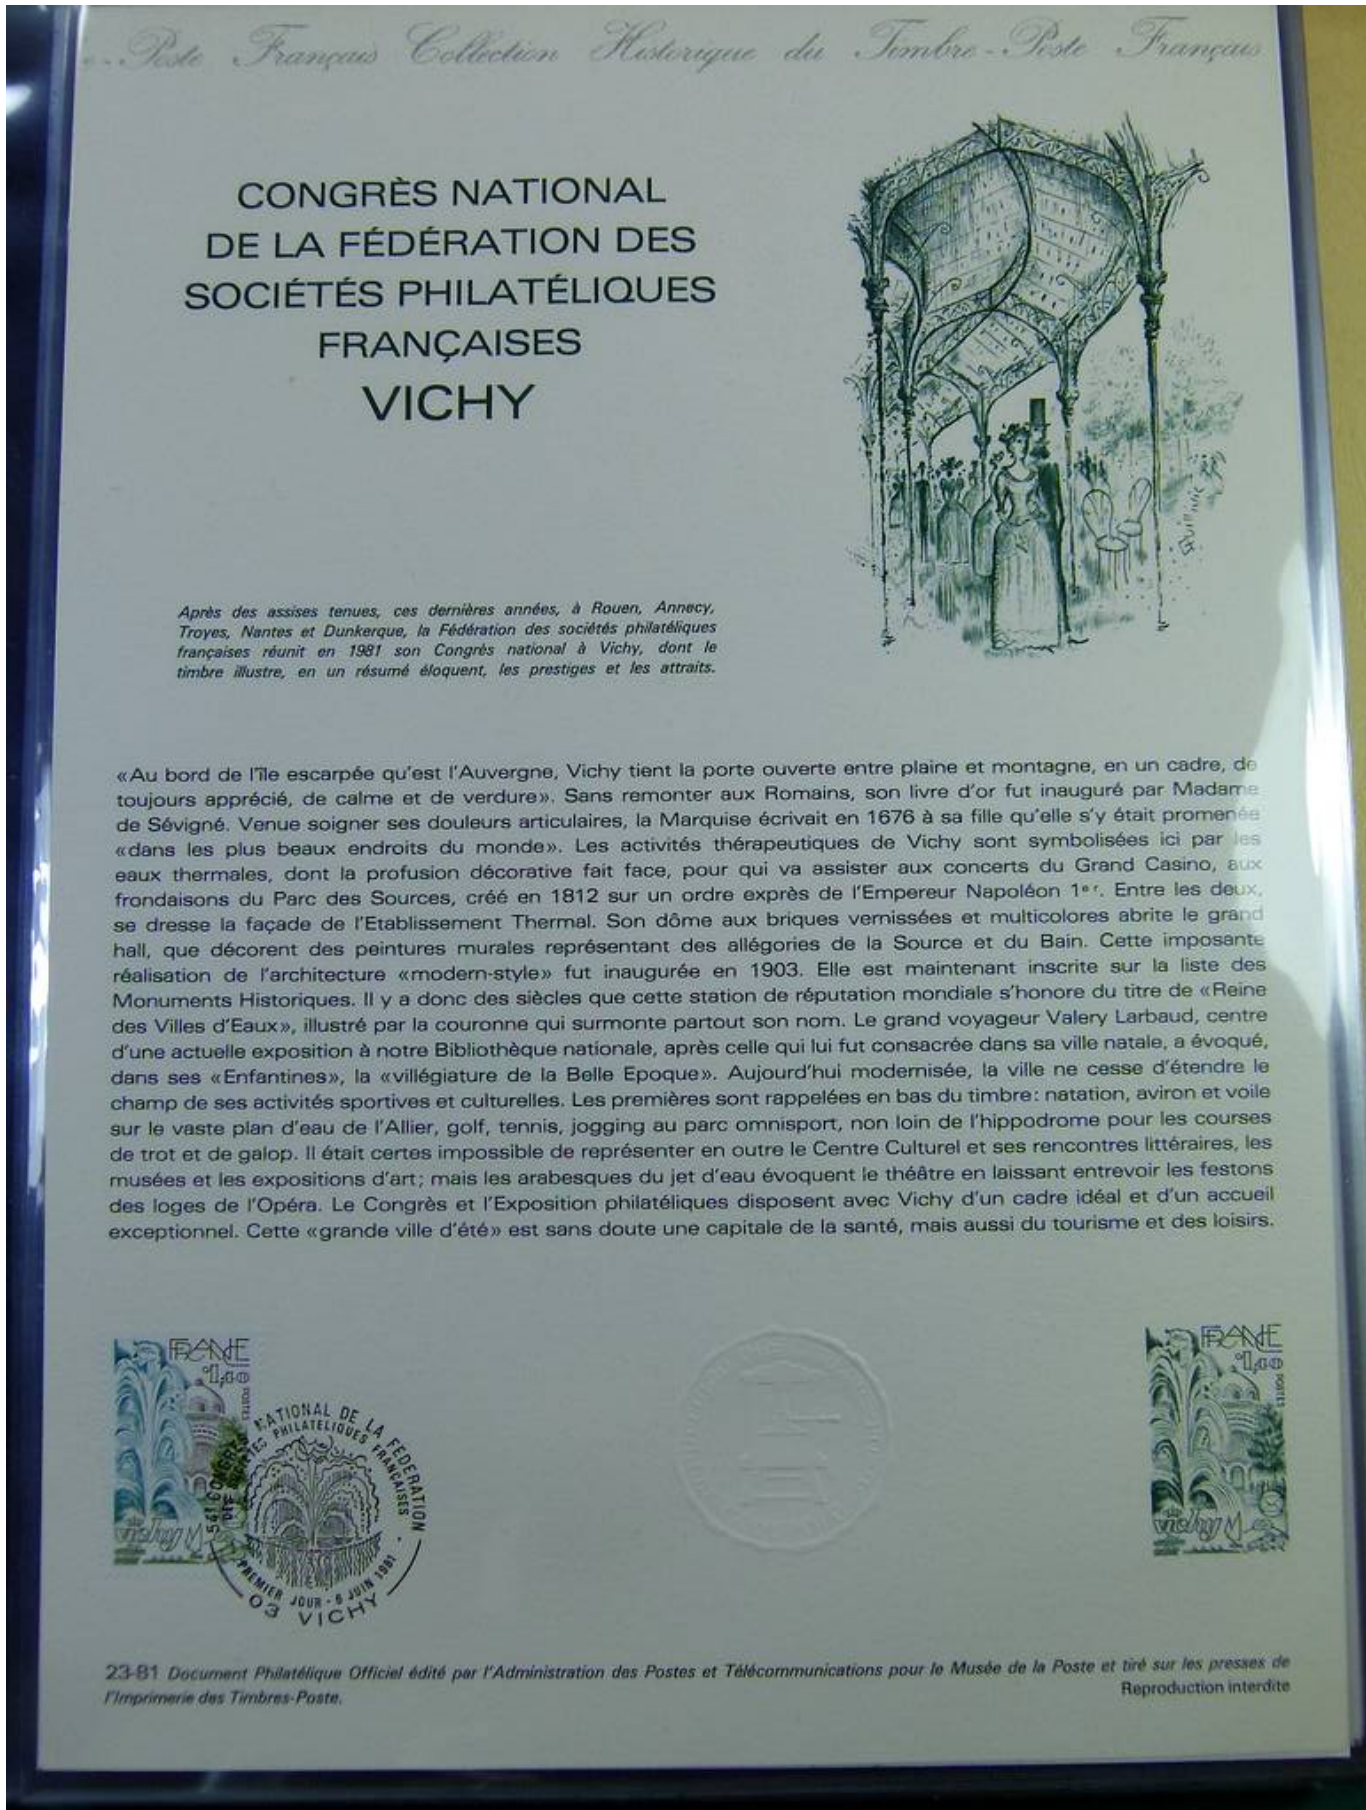 -Poste Français Collection Historique du Timbre-Poste Français
CONGRÈS NATIONAL
DE LA FÉDÉRATION DES
SOCIÉTÉS PHILATÉLIQUES
FRANÇAISES
VICHY
Après des assises tenues, ces dernières années, à Rouen, Annecy,
Troyes, Nantes et Dunkerque, la Fédération des sociétés philatéliques
françaises réunit en 1981 son Congrès national à Vichy, dont le
timbre illustre, en un résumé éloquent, les prestiges et les attraits.
«Au bord de l'île escarpée qu'est l'Auvergne, Vichy tient la porte ouverte entre plaine et montagne, en un cadre, de
toujours apprécié, de calme et de verdure». Sans remonter aux Romains, son livre d'or fut inauguré par Madame
de Sévigné. Venue soigner ses douleurs articulaires, la Marquise écrivait en 1676 à sa fille qu'elle s'y était promenée
«dans les plus beaux endroits du monde». Les activités thérapeutiques de Vichy sont symbolisées ici par les
eaux thermales, dont la profusion décorative fait face, pour qui va assister aux concerts du Grand Casino, aux
frondaisons du Parc des Sources, créé en 1812 sur un ordre exprès de l'Empereur Napoléon 1er. Entre les deux,
se dresse la façade de l'Etablissement Thermal. Son dôme aux briques vernissées et multicolores abrite le grand
hall, que décorent des peintures murales représentant des allégories de la Source et du Bain. Cette imposante
réalisation de l'architecture «modern-style» fut inaugurée en 1903. Elle est maintenant inscrite sur la liste des
Monuments Historiques. Il y a donc des siècles que cette station de réputation mondiale s'honore du titre de «Reine
des Villes d'Eaux», illustré par la couronne qui surmonte partout son nom. Le grand voyageur Valery Larbaud, centre
d'une actuelle exposition à notre Bibliothèque nationale, après celle qui lui fut consacrée dans sa ville natale, a évoqué,
dans ses «Enfantines», la «villégiature de la Belle Epoque». Aujourd'hui modernisée, la ville ne cesse d'étendre le
champ de ses activités sportives et culturelles. Les premières sont rappelées en bas du timbre: natation, aviron et voile
sur le vaste plan d'eau de l'Allier, golf, tennis, jogging au parc omnisport, non loin de l'hippodrome pour les courses
de trot et de galop. Il était certes impossible de représenter en outre le Centre Culturel et ses rencontres littéraires, les
musées et les expositions d'art; mais les arabesques du jet d'eau évoquent le théâtre en laissant entrevoir les festons
des loges de l'Opéra. Le Congrès et l'Exposition philatéliques disposent avec Vichy d'un cadre idéal et d'un accueil
exceptionnel. Cette «grande ville d'été» est sans doute une capitale de la santé, mais aussi du tourisme et des loisirs.
FRANCE
1,40
POSTES
vichy
54e CONGRES NATIONAL DE LA FEDERATION
DES SOCIETES PHILATELIQUES FRANÇAISES
PREMIER JOUR - 6 JUIN 1981
03 VICHY
FRANCE
1,40
POSTES
vichy
23-81 Document Philatélique Officiel édité par l'Administration des Postes et Télécommunications pour le Musée de la Poste et tiré sur les presses de
l'Imprimerie des Timbres-Poste.
Reproduction interdite